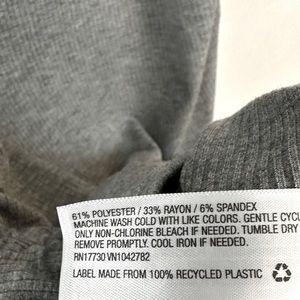 61% POLYESTER / 33% RAYON / 6% SPANDEX
MACHINE WASH COLD WITH LIKE COLORS. GENTLE CYCL
ONLY NON-CHLORINE BLEACH IF NEEDED. TUMBLE DRY
REMOVE PROMPTLY. COOL IRON IF NEEDED.
RN17730 VN1042782
LABEL MADE FROM 100% RECYCLED PLASTIC